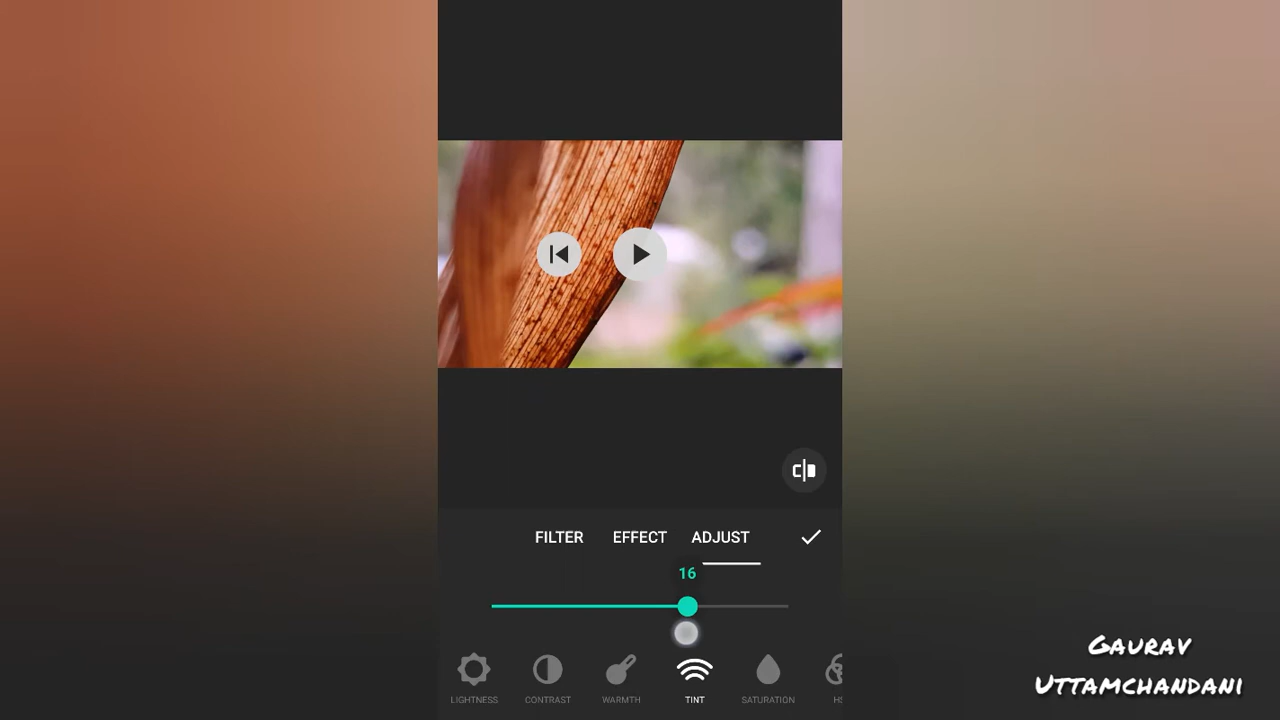 FILTER EFFECT ADJUST
16
LIGHTNESS CONTRAST WARMTH TINT SATURATION
GAURAV
UTTAMCHANDANI